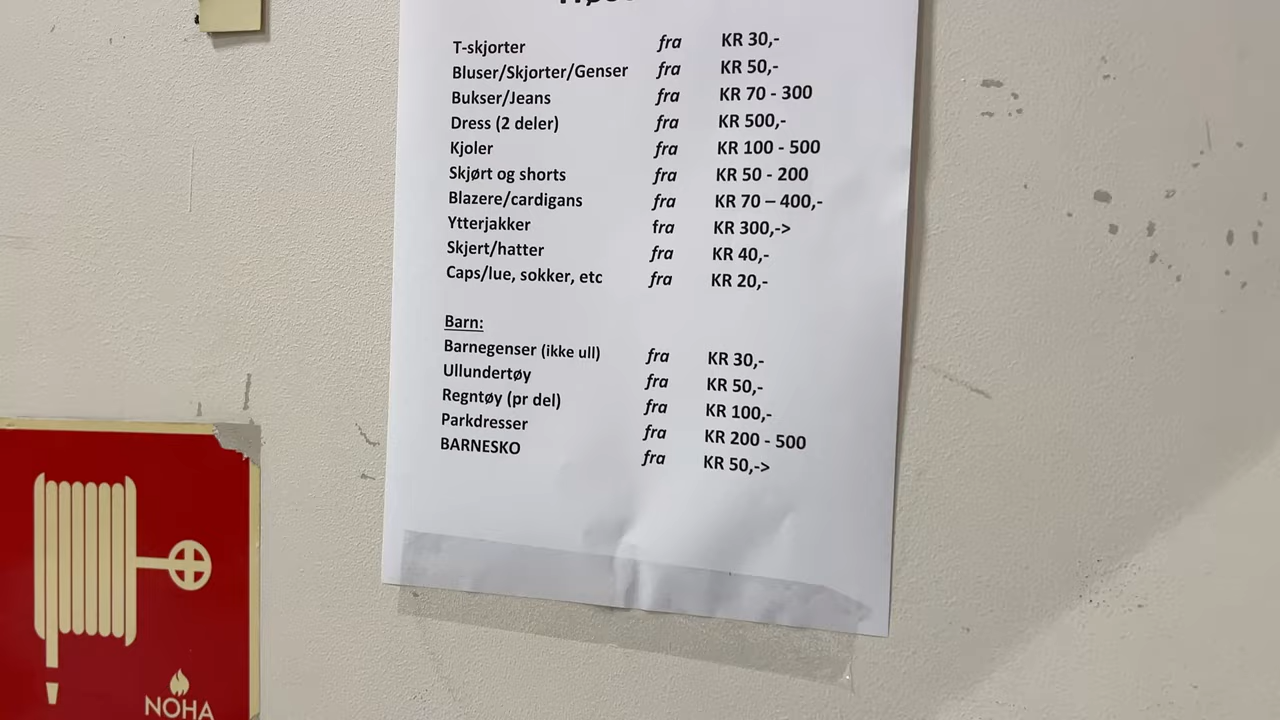 T-skjorter fra KR 30,-
Bluser/Skjorter/Genser fra KR 50,-
Bukser/Jeans fra KR 70 - 300
Dress (2 deler) fra KR 500,-
Kjoler fra KR 100 - 500
Skjørt og shorts fra KR 50 - 200
Blazere/cardigans fra KR 70 – 400,-
Ytterjakker fra KR 300,->
Skjert/hatter fra KR 40,-
Caps/lue, sokker, etc fra KR 20,-
Barn:
Barnegenser (ikke ull) fra KR 30,-
Ullundertøy fra KR 50,-
Regntøy (pr del) fra KR 100,-
Parkdresser fra KR 200 - 500
BARNESKO fra KR 50,->
NOHA